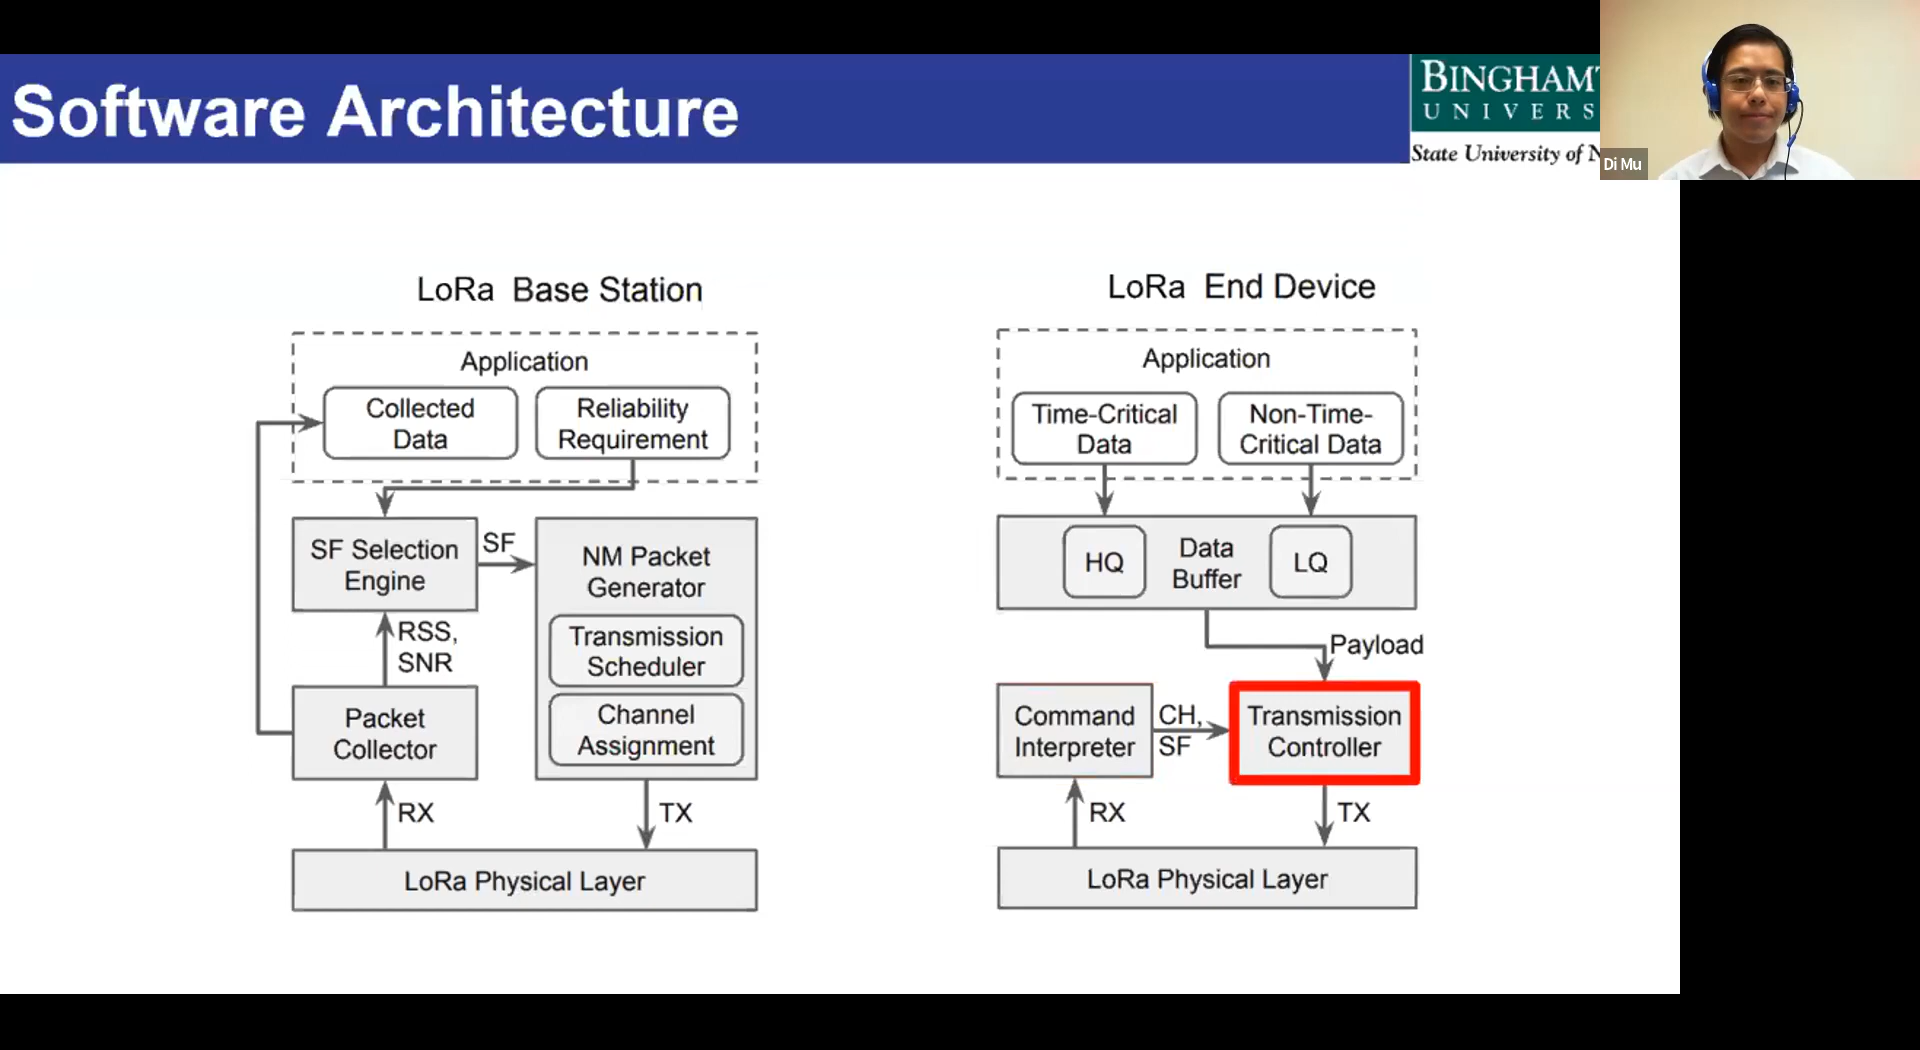 Software Architecture
BINGHAMT
UNIVERS
State University of N
Di Mu
LoRa Base Station
Application
Collected
Data
Reliability
Requirement
SF Selection
Engine
SF
NM Packet
Generator
Transmission
Scheduler
Channel
Assignment
RSS,
SNR
Packet
Collector
RX
TX
LoRa Physical Layer
LoRa End Device
Application
Time-Critical
Data
Non-Time-
Critical Data
HQ
Data
Buffer
LQ
Payload
Command
Interpreter
CH,
SF
Transmission
Controller
RX
TX
LoRa Physical Layer